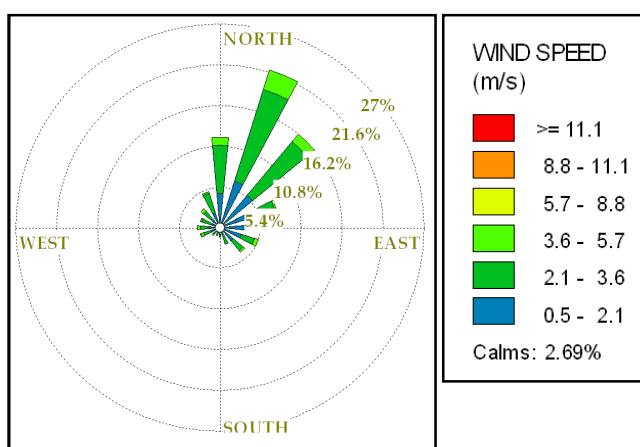 NORTH
27%
21.6%
16.2%
10.8%
5.4%
WEST
EAST
SOUTH
WIND SPEED
(m/s)
>= 11.1
8.8 - 11.1
5.7 - 8.8
3.6 - 5.7
2.1 - 3.6
0.5 - 2.1
Calms: 2.69%